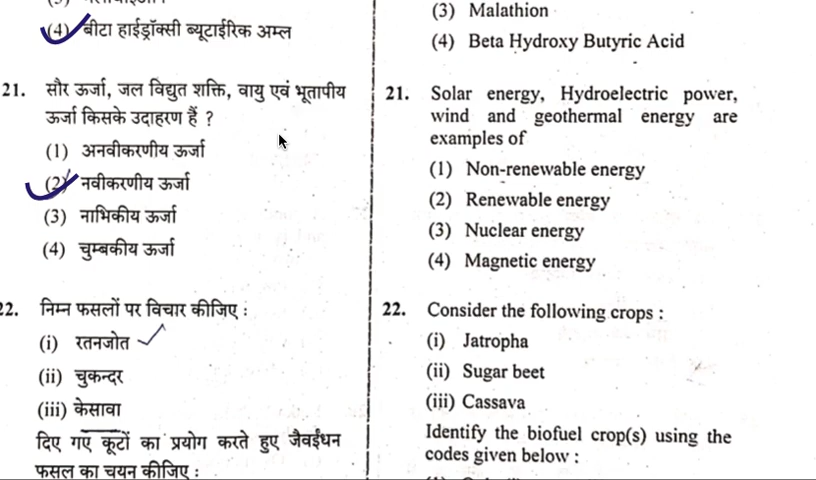 (4) बीटा हाईड्रॉक्सी ब्यूटाईरिक अम्ल
21. सौर ऊर्जा, जल विद्युत शक्ति, वायु एवं भूतापीय
ऊर्जा किसके उदाहरण हैं ?
(1) अनवीकरणीय ऊर्जा
(2) नवीकरणीय ऊर्जा
(3) नाभिकीय ऊर्जा
(4) चुम्बकीय ऊर्जा
22. निम्न फसलों पर विचार कीजिए :
(i) रतनजोत
(ii) चुकन्दर
(iii) केसावा
दिए गए कूटों का प्रयोग करते हुए जैवईंधन
फसल का चयन कीजिए :
(3) Malathion
(4) Beta Hydroxy Butyric Acid
21. Solar energy, Hydroelectric power,
wind and geothermal energy are
examples of
(1) Non-renewable energy
(2) Renewable energy
(3) Nuclear energy
(4) Magnetic energy
22. Consider the following crops :
(i) Jatropha
(ii) Sugar beet
(iii) Cassava
Identify the biofuel crop(s) using the
codes given below :